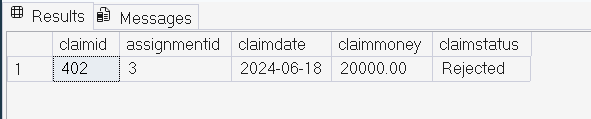 Results Messages
claimid assignmentid claimdate claimmoney claimstatus
1 402 3 2024-06-18 20000.00 Rejected